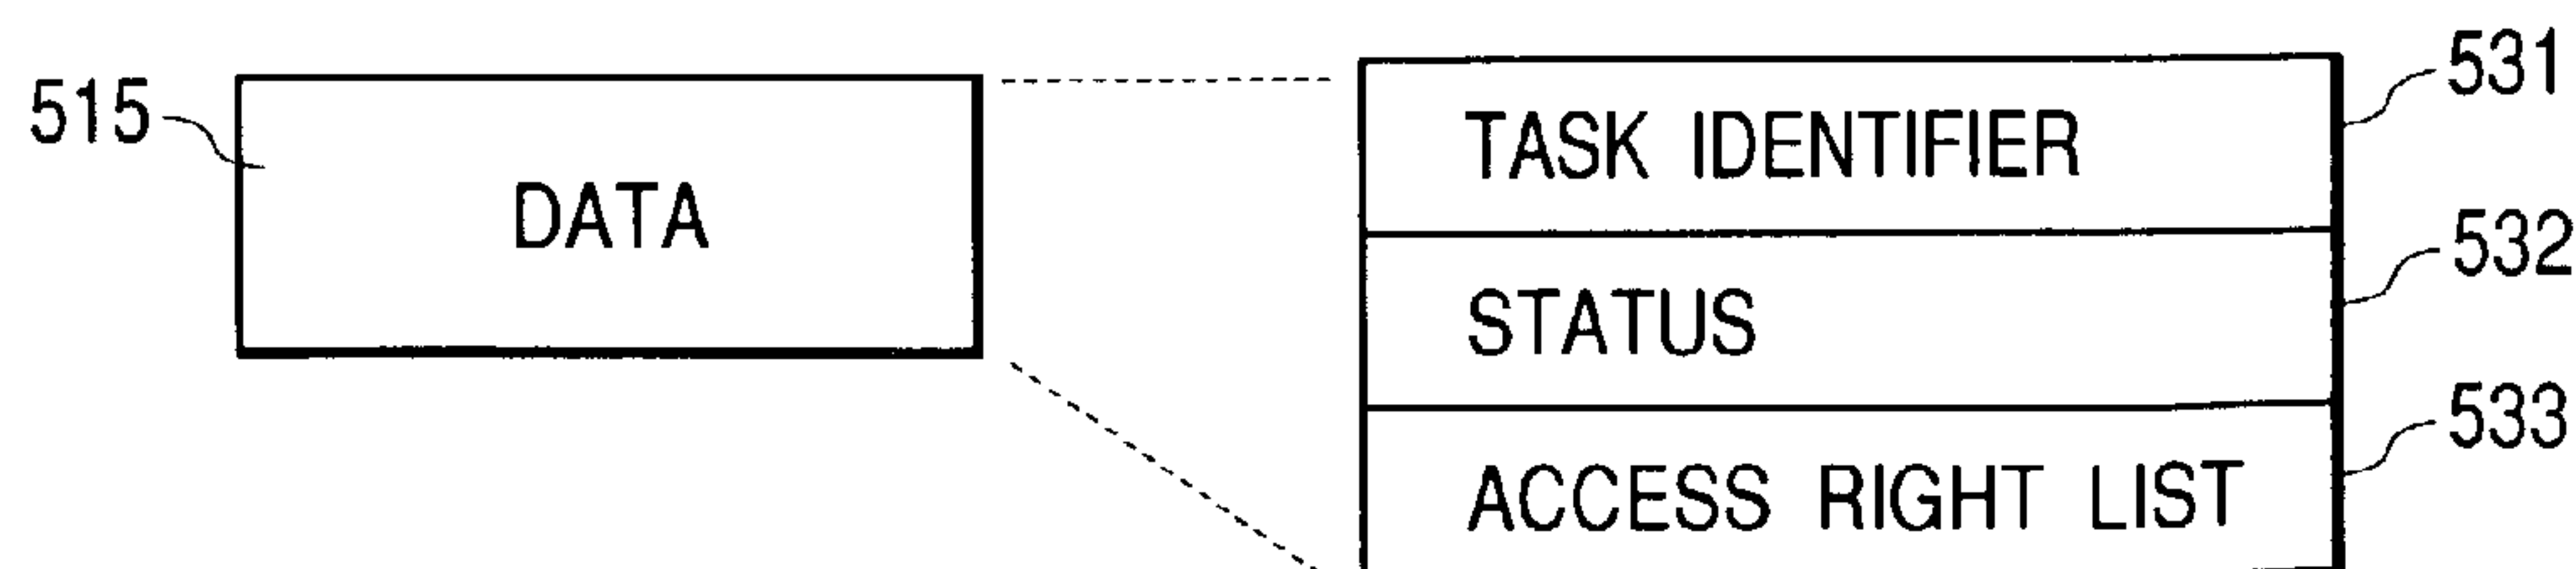 515
DATA
TASK IDENTIFIER
531
STATUS
532
ACCESS RIGHT LIST
533